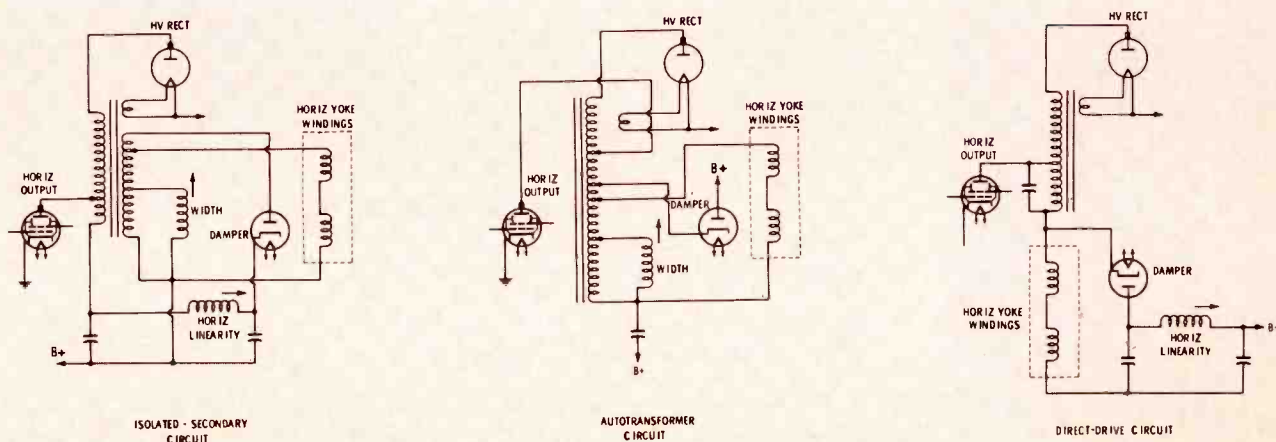 HV RECT
HORIZ YOKE
WINDINGS
HORIZ
OUTPUT
WIDTH
DAMPER
HORIZ
LINEARITY
B+
ISOLATED - SECONDARY
CIRCUIT
HV RECT
HORIZ YOKE
WINDINGS
B+
HORIZ
OUTPUT
DAMPER
WIDTH
B+
AUTOTRANSFORMER
CIRCUIT
HV RECT
HORIZ
OUTPUT
DAMPER
HORIZ YOKE
WINDINGS
HORIZ
LINEARITY
B+
DIRECT-DRIVE CIRCUIT